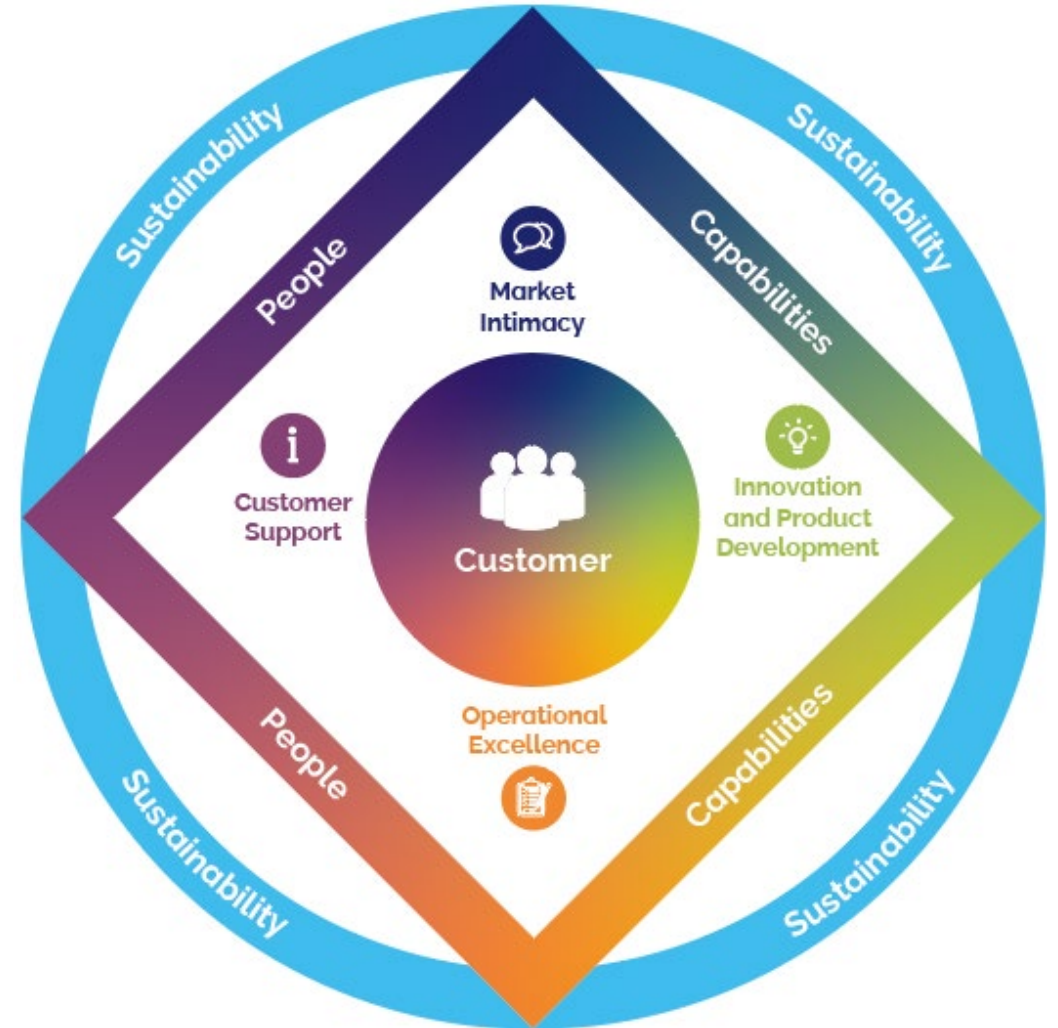 Sustainability
Sustainability
People
Capabilities
Market
Intimacy
Customer
Support
Customer
Innovation
and Product
Development
Operational
Excellence
People
Capabilities
Sustainability
Sustainability